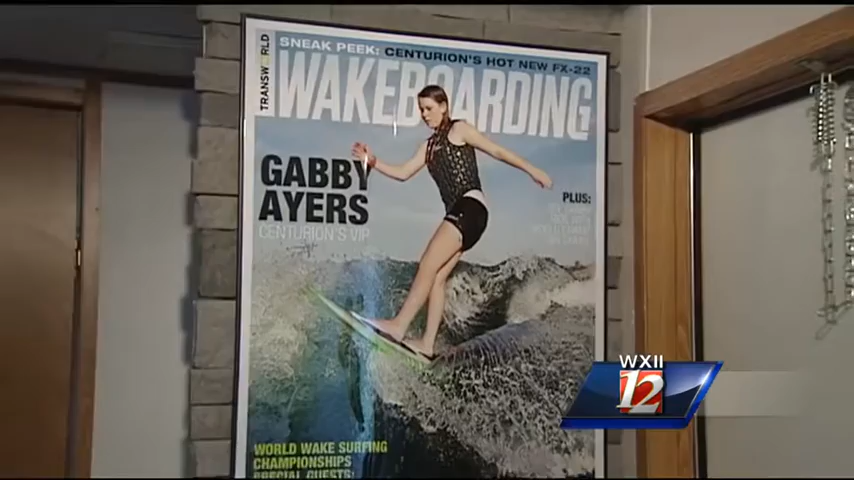 TRANSWORLD
SNEAK PEEK: CENTURION'S HOT NEW FX-22
WAKEBOARDING
GABBY
AYERS
CENTURION'S VIP
PLUS:
WORLD WAKE SURFING
CHAMPIONSHIPS
SPECIAL GUESTS:
WXII
12